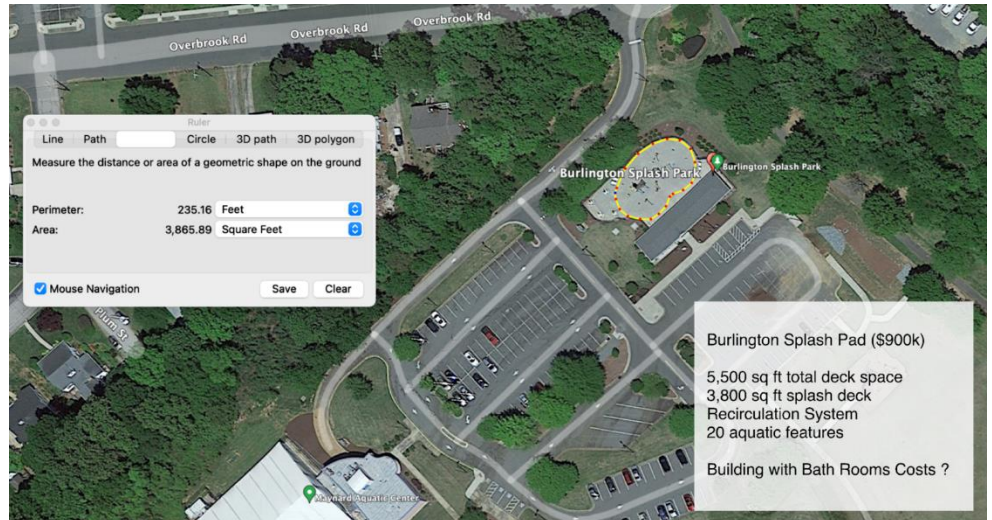 Overbrook Rd
Overbrook Rd
Overbrook Rd
Ruler
Line Path Circle 3D path 3D polygon
Measure the distance or area of a geometric shape on the ground
Perimeter: 235.16 Feet
Area: 3,865.89 Square Feet
Mouse Navigation Save Clear
Burlington Splash Park
Burlington Splash Park
Plum St
Maynard Aquatic Center
Burlington Splash Pad ($900k)
5,500 sq ft total deck space
3,800 sq ft splash deck
Recirculation System
20 aquatic features
Building with Bath Rooms Costs ?